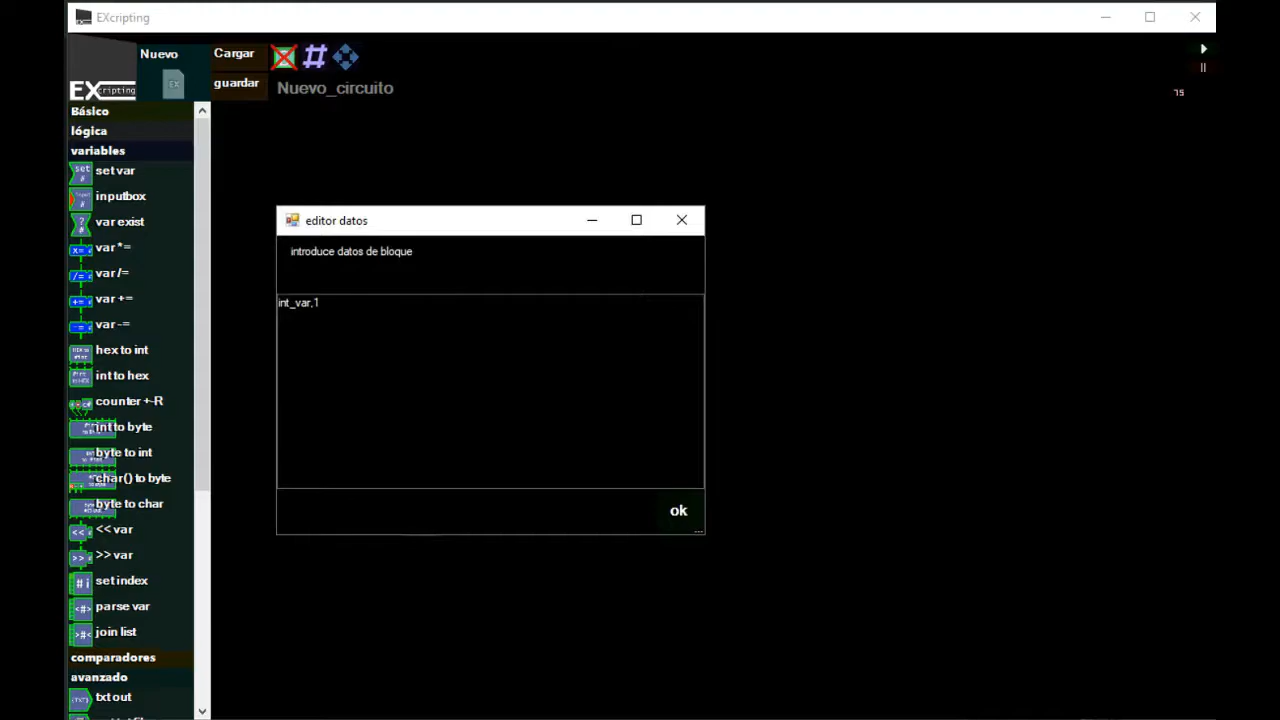 EXcripting
Nuevo
Cargar
guardar
EXcripting
EX
Nuevo_circuito
75
Básico
lógica
variables
set var
inputbox
var exist
var *=
var /=
var +=
var -=
hex to int
int to hex
counter +-R
int to byte
byte to int
char() to byte
byte to char
<< var
>> var
set index
parse var
join list
comparadores
avanzado
txt out
editor datos
introduce datos de bloque
int_var,1
ok